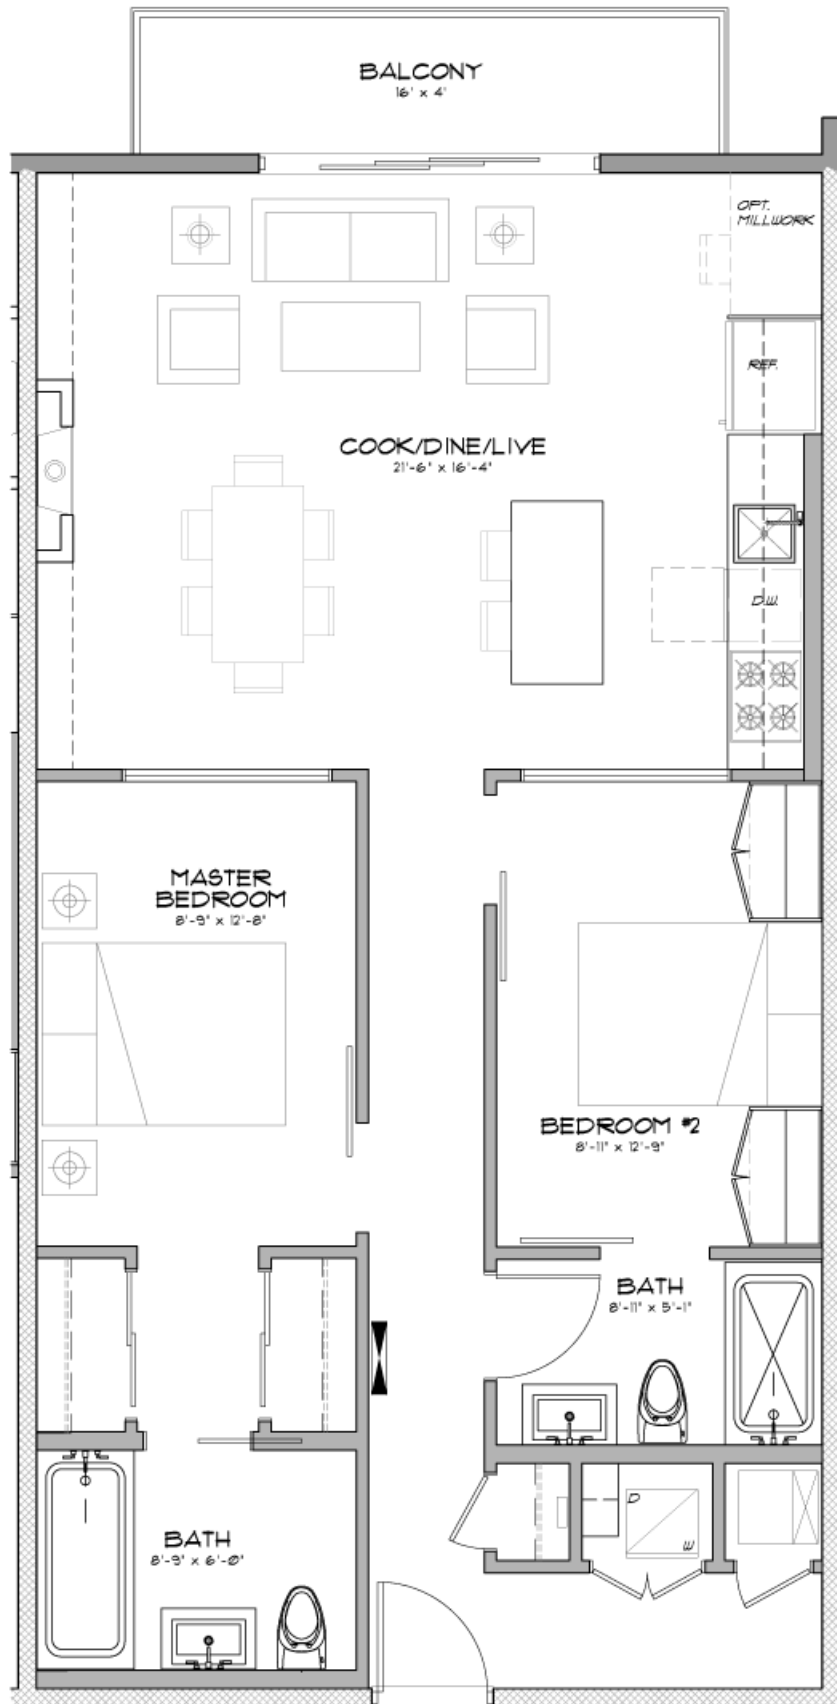 BALCONY
16' x 4'
OPT.
MILLWORK
REF.
COOK/DINE/LIVE
21'-6" x 16'-4"
D.W.
MASTER
BEDROOM
8'-9" x 12'-8"
BEDROOM #2
8'-11" x 12'-9"
BATH
8'-11" x 5'-1"
BATH
8'-9" x 6'-0"
D
W